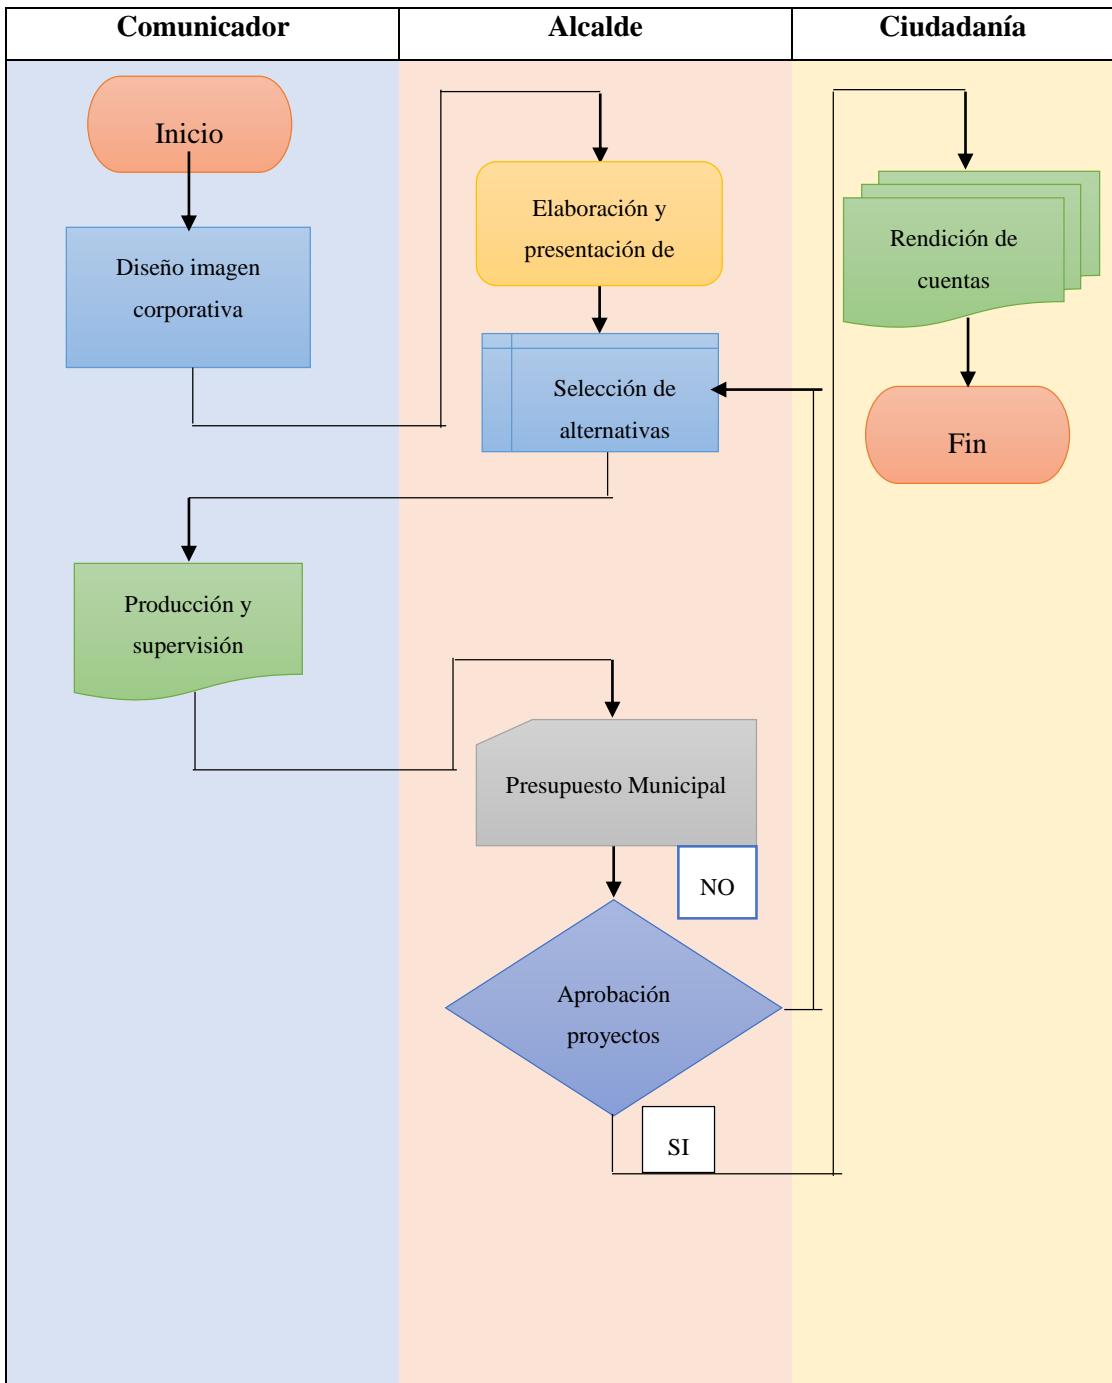 Comunicador
Alcalde
Ciudadanía
Inicio
Diseño imagen
corporativa
Elaboración y
presentación de
Selección de
alternativas
Producción y
supervisión
Presupuesto Municipal
NO
Aprobación
proyectos
SI
Rendición de
cuentas
Fin